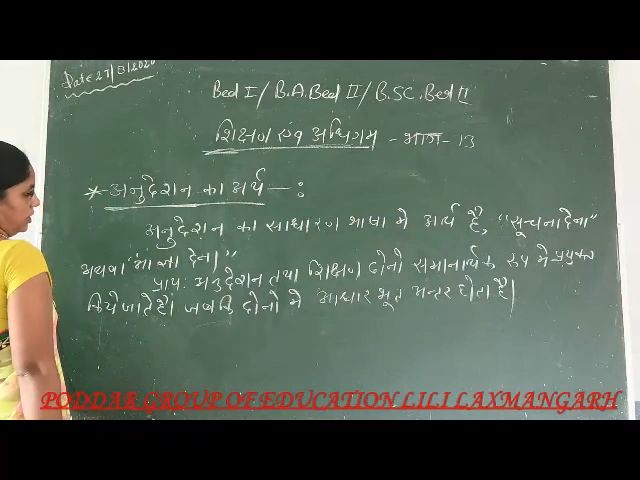 Date 27/8/2020
Bed I / B.A.Bed II / B.SC.Bed II
शिक्षण एवं अधिगम - भाग - 13
*- अनुदेशन का अर्थ - :
अनुदेशन का साधारण भाषा मे अर्थ है, "सूचना देना"
अथवा "आज्ञा देना"
प्राय: अनुदेशन तथा शिक्षण दोनो समानार्थक रुप मे प्रयुक्त
किये जाते है। जबकि दोनो मे आधार भूत अन्तर होता है।
PODDAR GROUP OF EDUCATION LILI LAXMANGARH